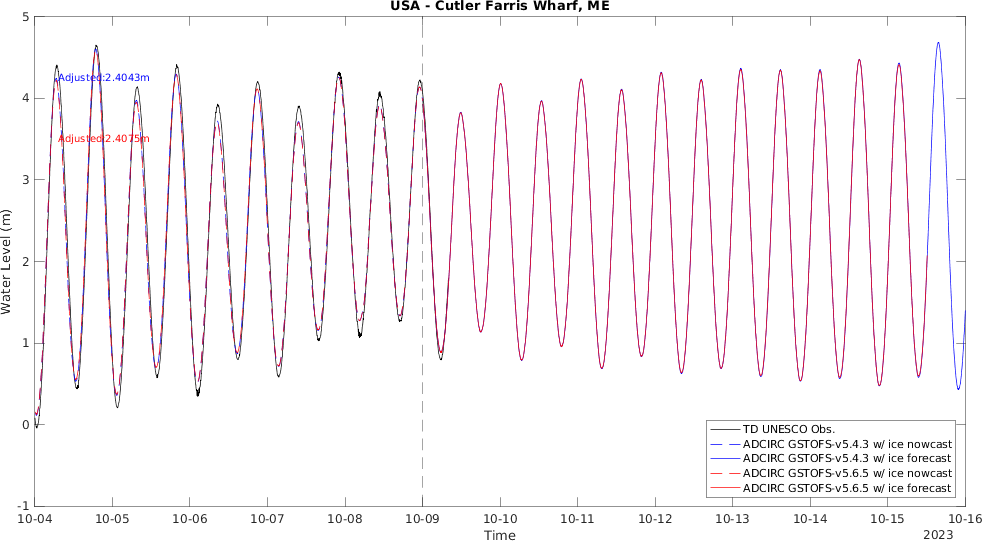 USA - Cutler Farris Wharf, ME
5
4
3
2
1
0
-1
Water Level (m)
Adjusted:2.4043m
Adjusted:2.4075m
TD UNESCO Obs.
ADCIRC GSTOFS-v5.4.3 w/ ice nowcast
ADCIRC GSTOFS-v5.4.3 w/ ice forecast
ADCIRC GSTOFS-v5.6.5 w/ ice nowcast
ADCIRC GSTOFS-v5.6.5 w/ ice forecast
10-04 10-05 10-06 10-07 10-08 10-09 10-10 10-11 10-12 10-13 10-14 10-15 10-16
Time
2023